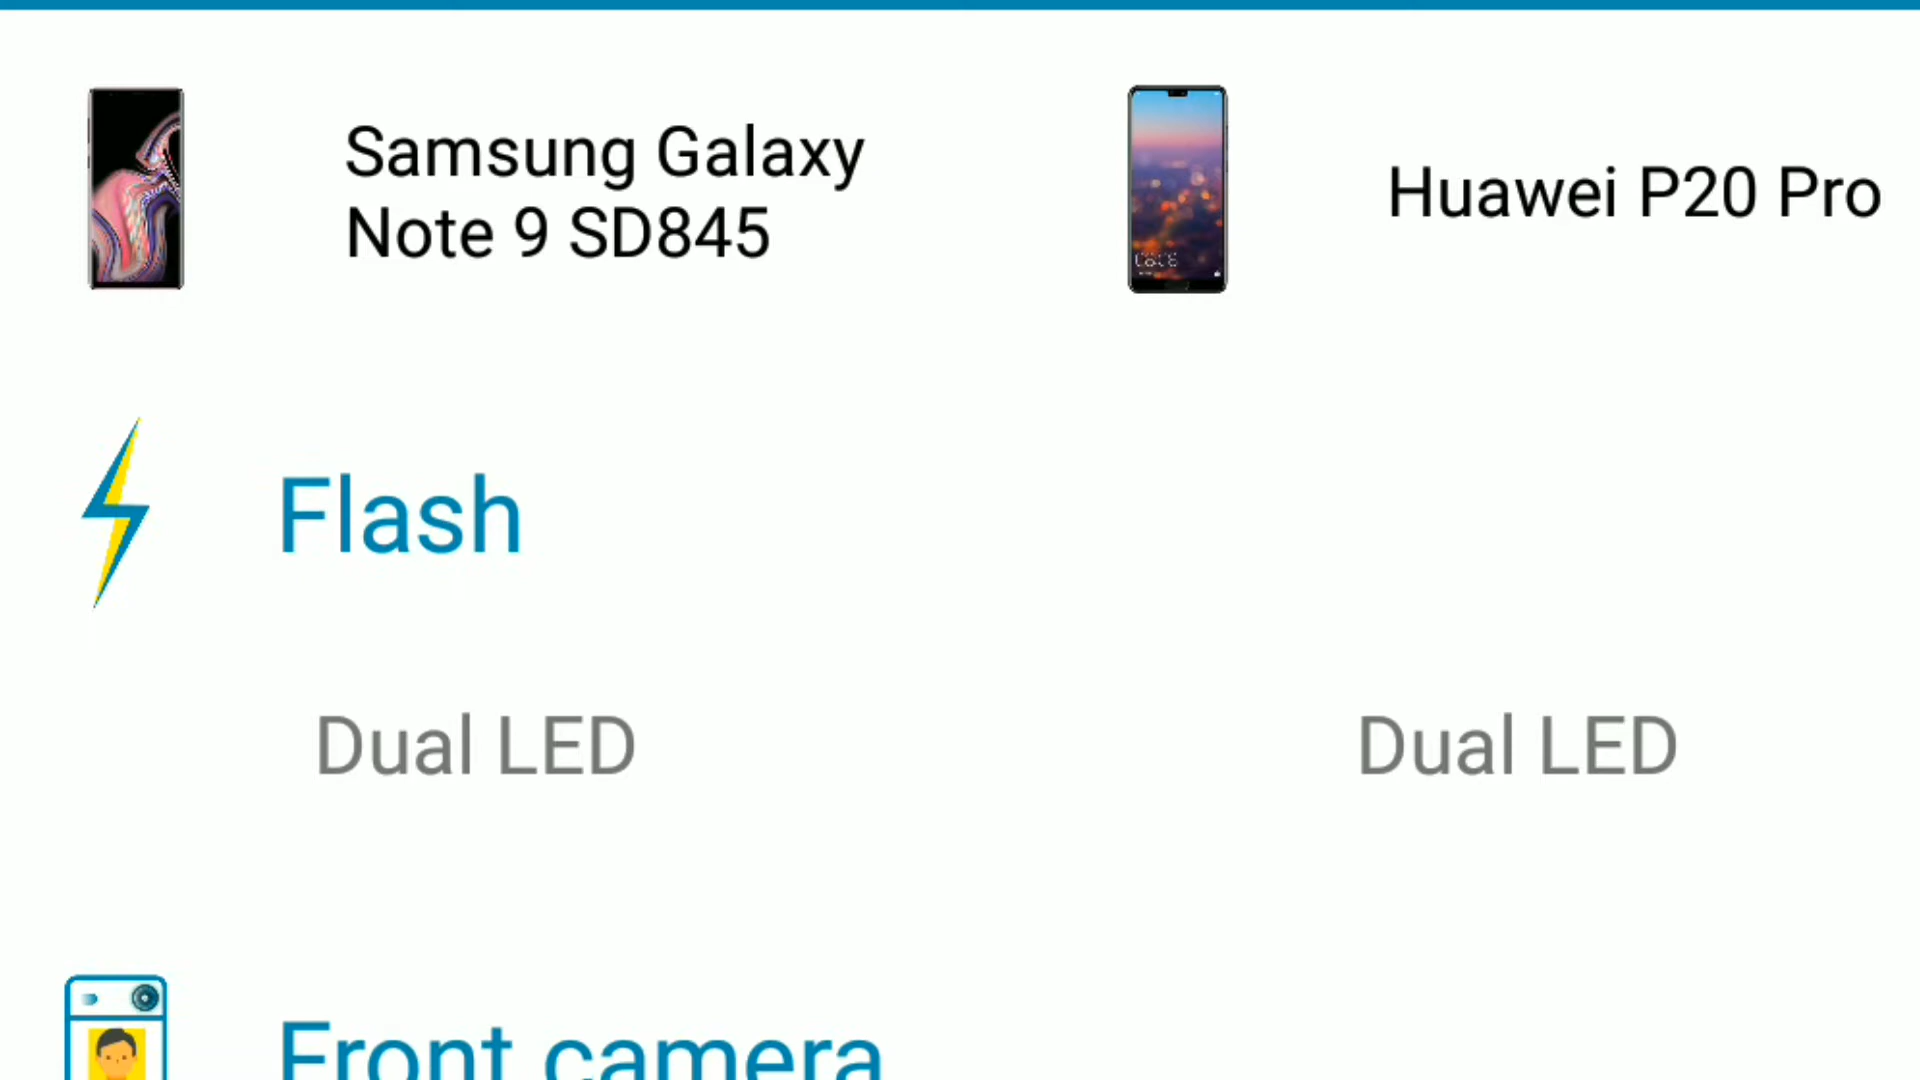 Samsung Galaxy
Note 9 SD845
Huawei P20 Pro
Flash
Dual LED
Dual LED
Front camera